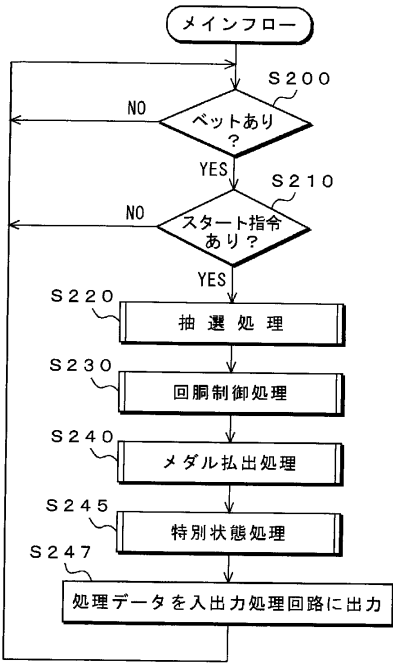 メインフロー
S200
ベットあり
?
NO
YES
S210
スタート指令
あり?
NO
YES
S220
抽選処理
S230
回胴制御処理
S240
メダル払出処理
S245
特別状態処理
S247
処理データを入出力処理回路に出力